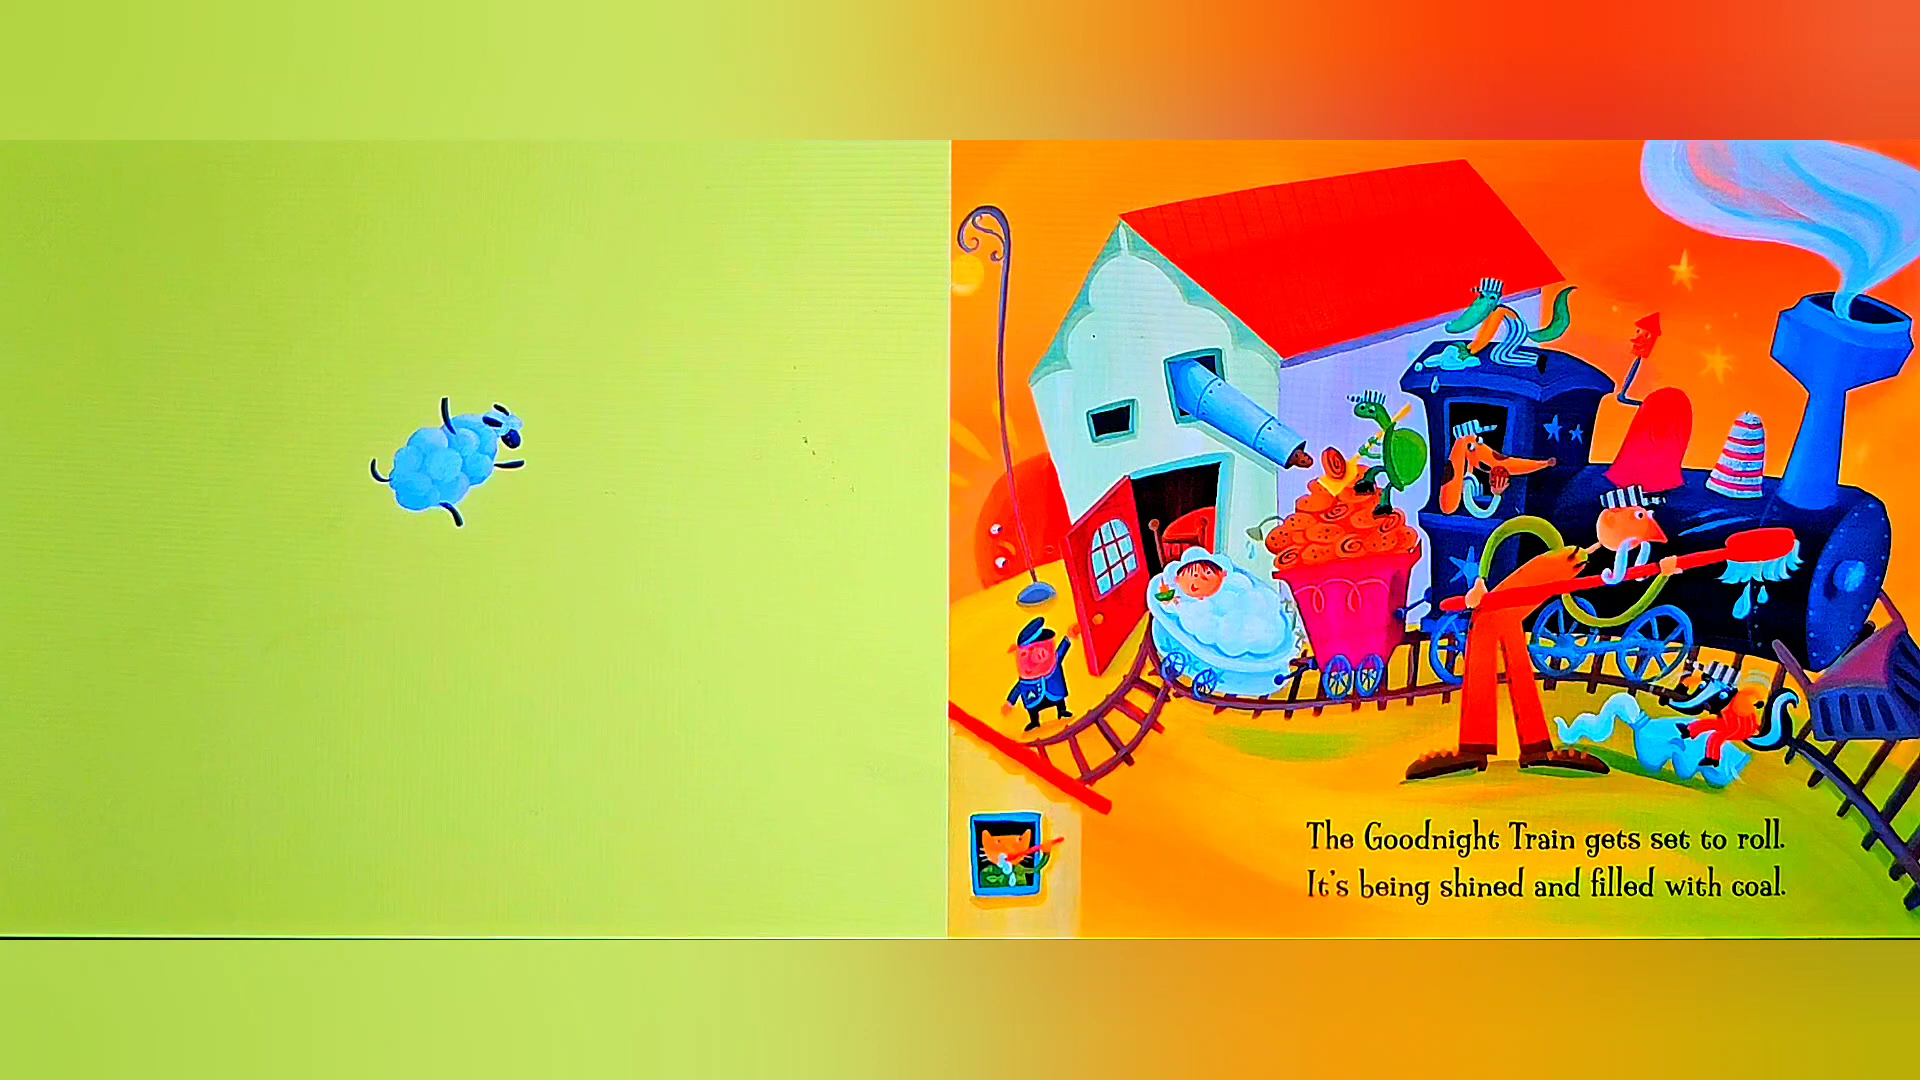 The Goodnight Train gets set to roll.
It's being shined and filled with coal.